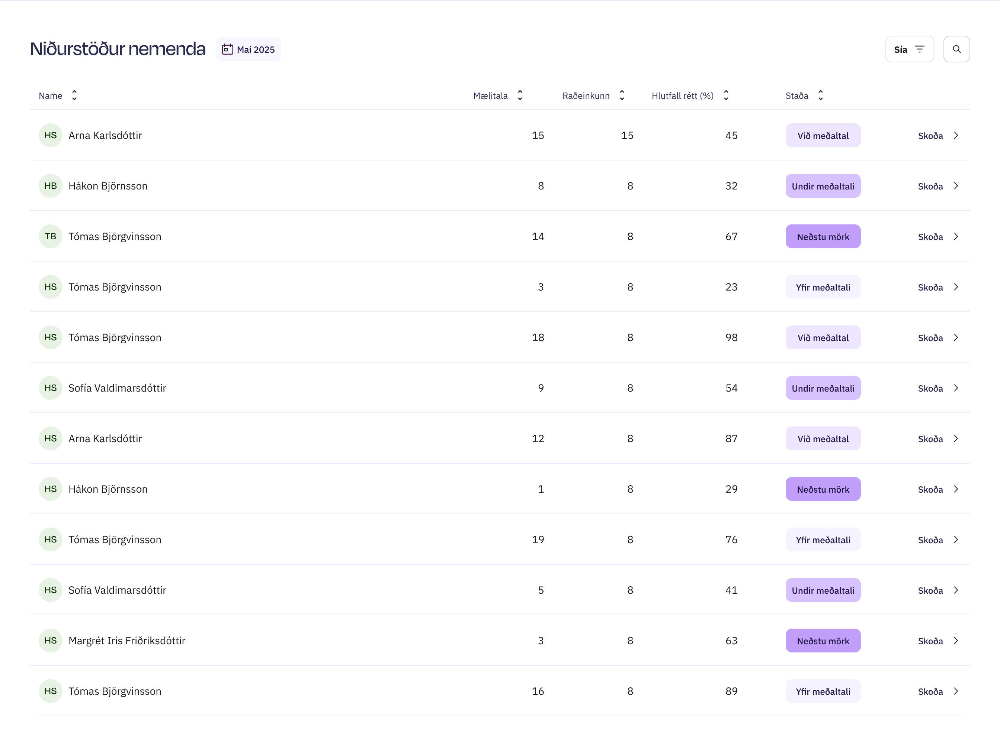 Niðurstöður nemenda Maí 2025 Sía
Name Mælitala Raðeinkunn Hlutfall rétt (%) Staða
HS Arna Karlsdóttir 15 15 45 Við meðaltal Skoða
HB Hákon Björnsson 8 8 32 Undir meðaltali Skoða
TB Tómas Björgvinsson 14 8 67 Neðstu mörk Skoða
HS Tómas Björgvinsson 3 8 23 Yfir meðaltali Skoða
HS Tómas Björgvinsson 18 8 98 Við meðaltal Skoða
HS Sofía Valdimarsdóttir 9 8 54 Undir meðaltali Skoða
HS Arna Karlsdóttir 12 8 87 Við meðaltal Skoða
HS Hákon Björnsson 1 8 29 Neðstu mörk Skoða
HS Tómas Björgvinsson 19 8 76 Yfir meðaltali Skoða
HS Sofía Valdimarsdóttir 5 8 41 Undir meðaltali Skoða
HS Margrét Iris Friðriksdóttir 3 8 63 Neðstu mörk Skoða
HS Tómas Björgvinsson 16 8 89 Yfir meðaltali Skoða